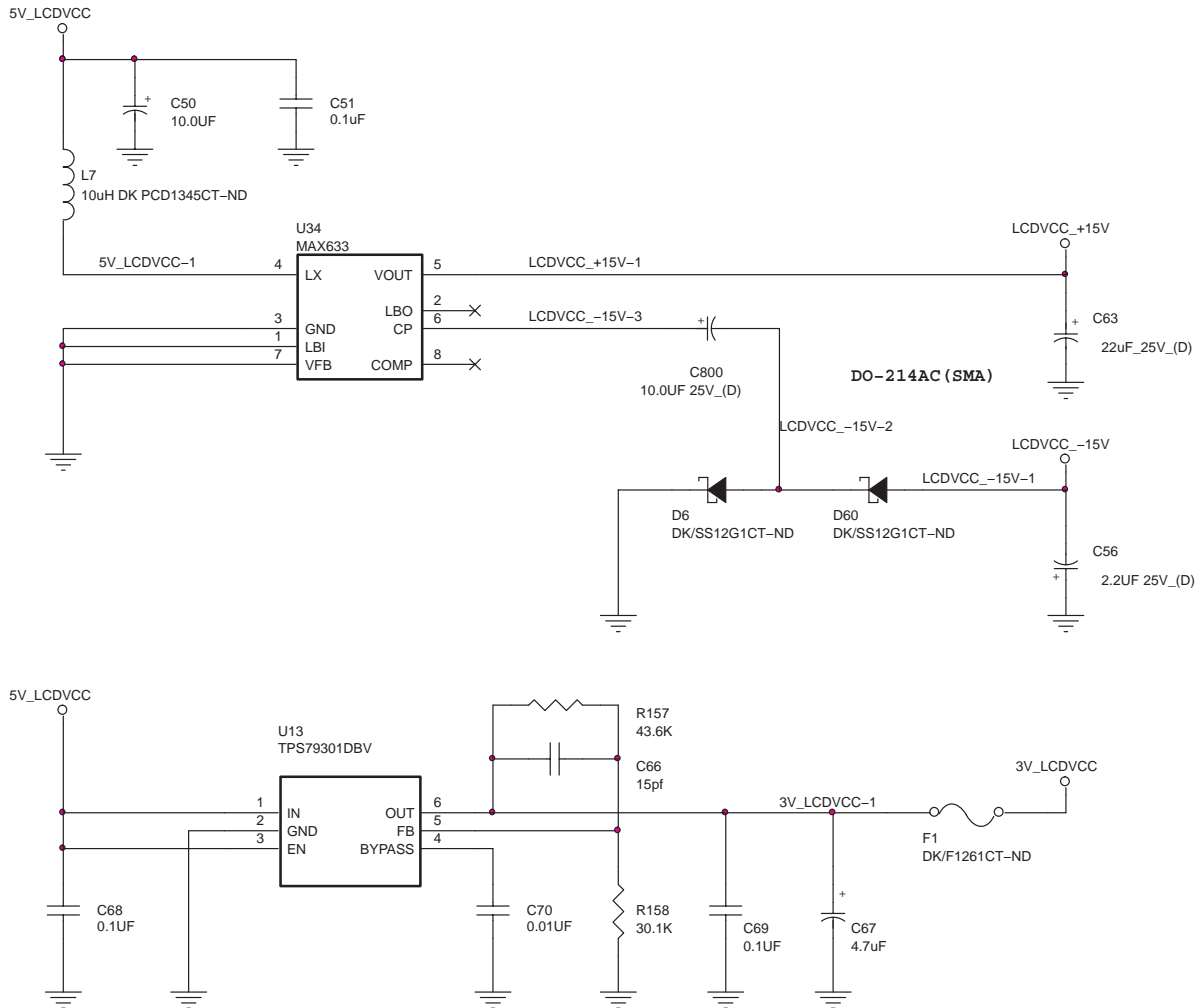 5V_LCDVCC
C50
10.0UF
C51
0.1uF
L7
10uH DK PCD1345CT–ND
U34
MAX633
5V_LCDVCC–1
4
LX
3
GND
1
LBI
7
VFB
VOUT
5
LBO
2
CP
6
COMP
8
LCDVCC_+15V–1
LCDVCC_–15V–3
+
C800
10.0UF 25V_(D)
LCDVCC_+15V
+
C63
22uF_25V_(D)
DO–214AC(SMA)
LCDVCC_–15V–2
LCDVCC_–15V
LCDVCC_–15V–1
D6
DK/SS12G1CT–ND
D60
DK/SS12G1CT–ND
C56
+
2.2UF 25V_(D)
5V_LCDVCC
U13
TPS79301DBV
1
IN
2
GND
3
EN
OUT
6
FB
5
BYPASS
4
R157
43.6K
C66
15pf
3V_LCDVCC
3V_LCDVCC–1
F1
DK/F1261CT–ND
C68
0.1UF
C70
0.01UF
R158
30.1K
C69
0.1UF
+
C67
4.7uF